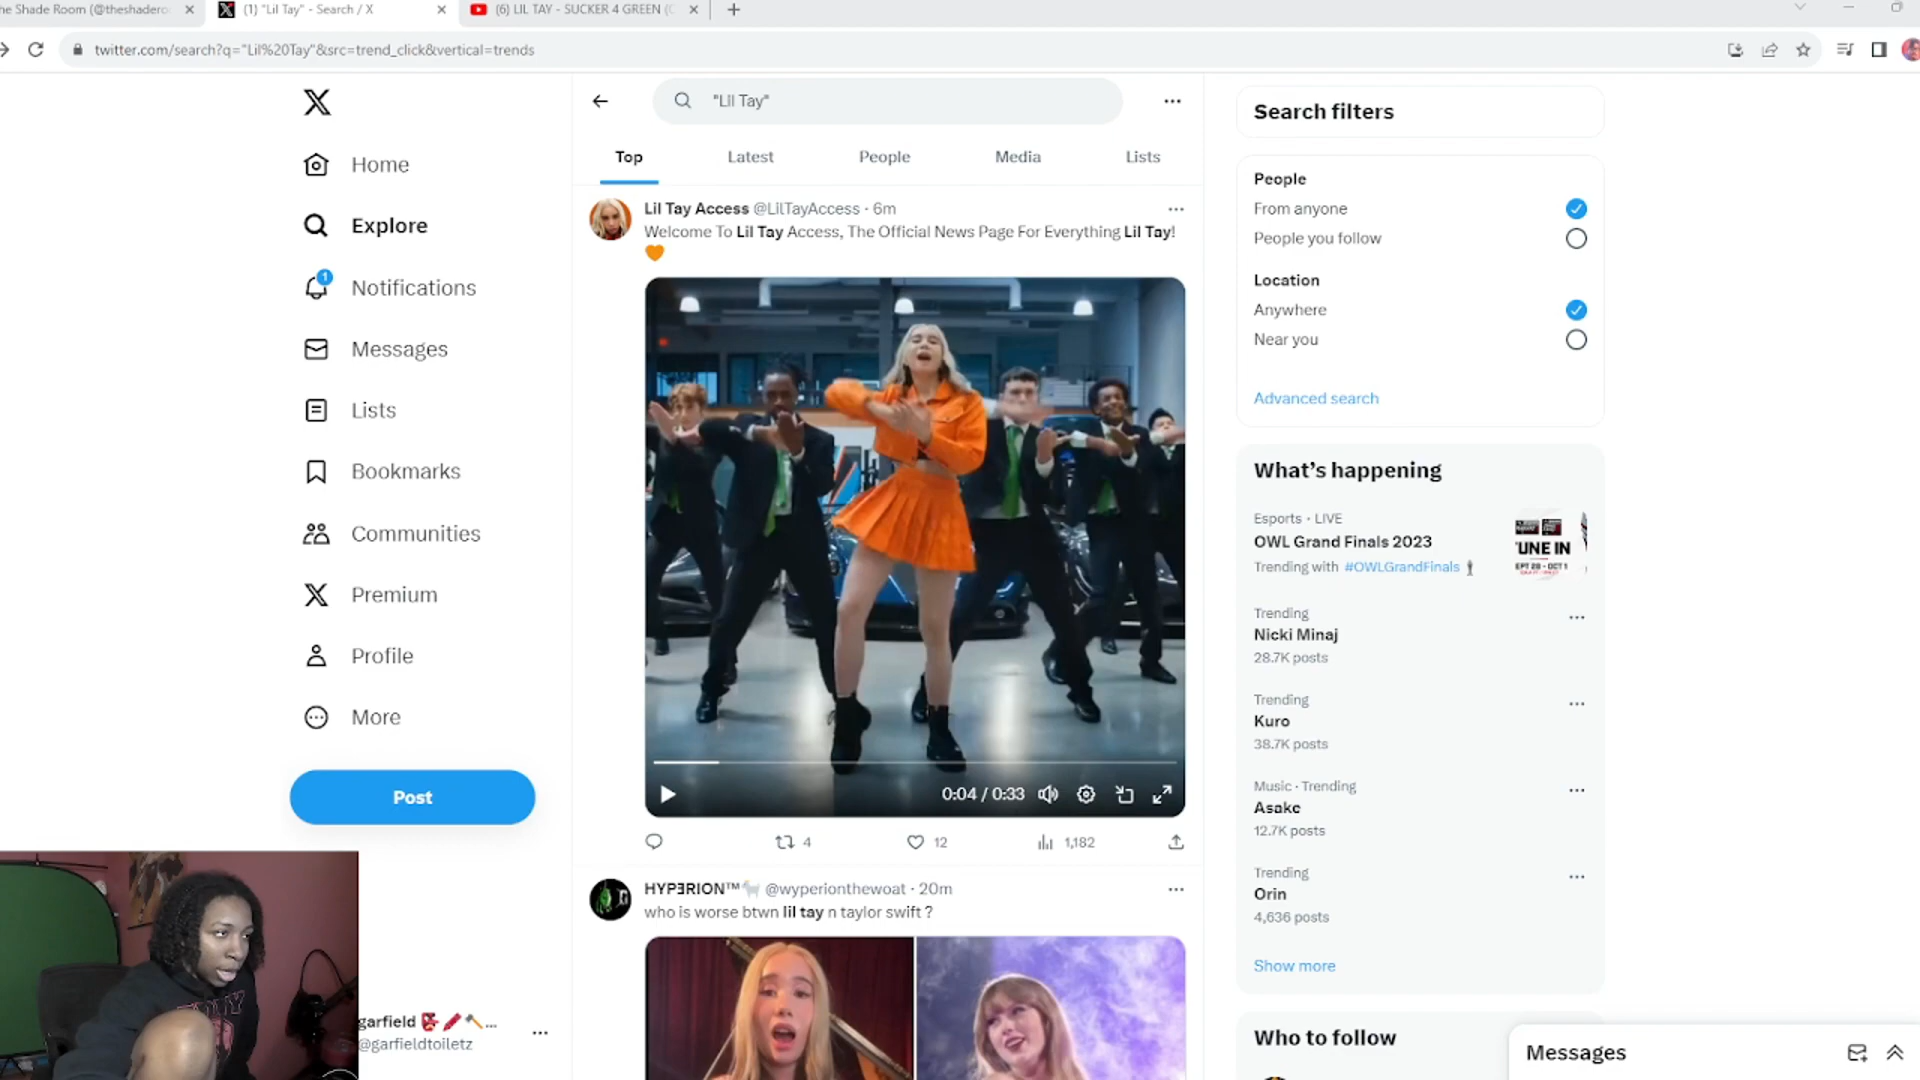 he Shade Room (@theshadero
(1) "Lil Tay" - Search / X
(6) LIL TAY - SUCKER 4 GREEN (
twitter.com/search?q="Lil%20Tay"&src=trend_click&vertical=trends
"Lil Tay"
Top
Latest
People
Media
Lists
Home
Explore
1
Notifications
Messages
Lists
Bookmarks
Communities
Premium
Profile
More
Post
garfield
@garfieldtoiletz
Lil Tay Access @LilTayAccess · 6m
Welcome To Lil Tay Access, The Official News Page For Everything Lil Tay!
0:04 / 0:33
4
12
1,182
HYPƎRION™ @wyperionthewoat · 20m
who is worse btwn lil tay n taylor swift ?
Search filters
People
From anyone
People you follow
Location
Anywhere
Near you
Advanced search
What's happening
Esports · LIVE
OWL Grand Finals 2023
Trending with #OWLGrandFinals
TUNE IN
Trending
Nicki Minaj
28.7K posts
Trending
Kuro
38.7K posts
Music · Trending
Asake
12.7K posts
Trending
Orin
4,636 posts
Show more
Who to follow
Messages